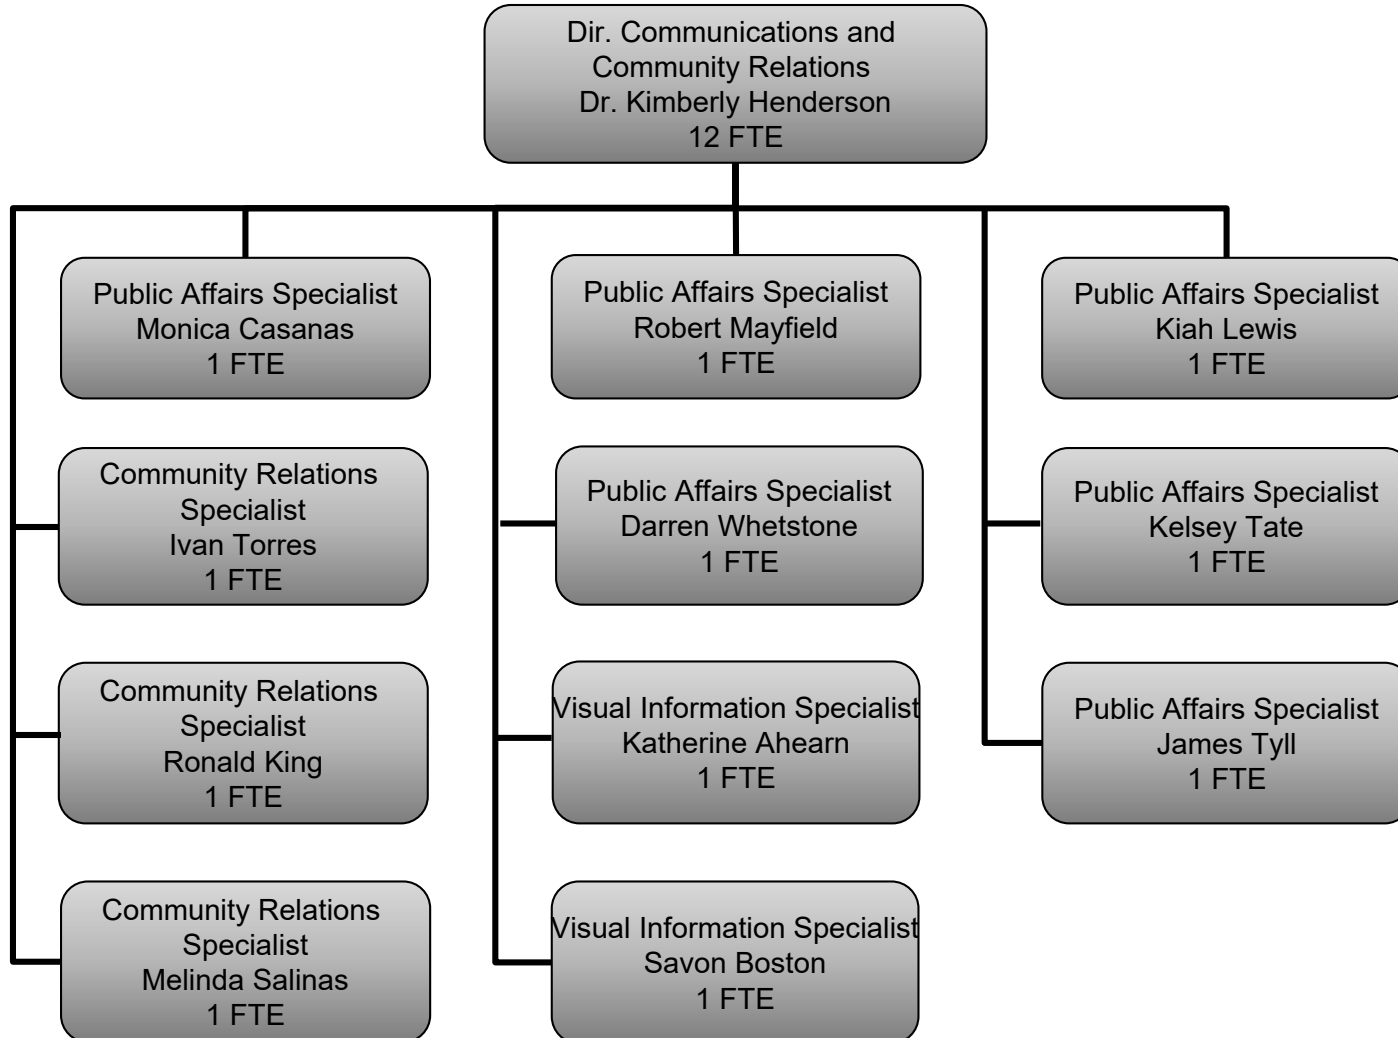 Dir. Communications and
Community Relations
Dr. Kimberly Henderson
12 FTE
Public Affairs Specialist
Monica Casanas
1 FTE
Public Affairs Specialist
Robert Mayfield
1 FTE
Public Affairs Specialist
Kiah Lewis
1 FTE
Community Relations
Specialist
Ivan Torres
1 FTE
Public Affairs Specialist
Darren Whetstone
1 FTE
Public Affairs Specialist
Kelsey Tate
1 FTE
Community Relations
Specialist
Ronald King
1 FTE
Visual Information Specialist
Katherine Ahearn
1 FTE
Public Affairs Specialist
James Tyll
1 FTE
Community Relations
Specialist
Melinda Salinas
1 FTE
Visual Information Specialist
Savon Boston
1 FTE